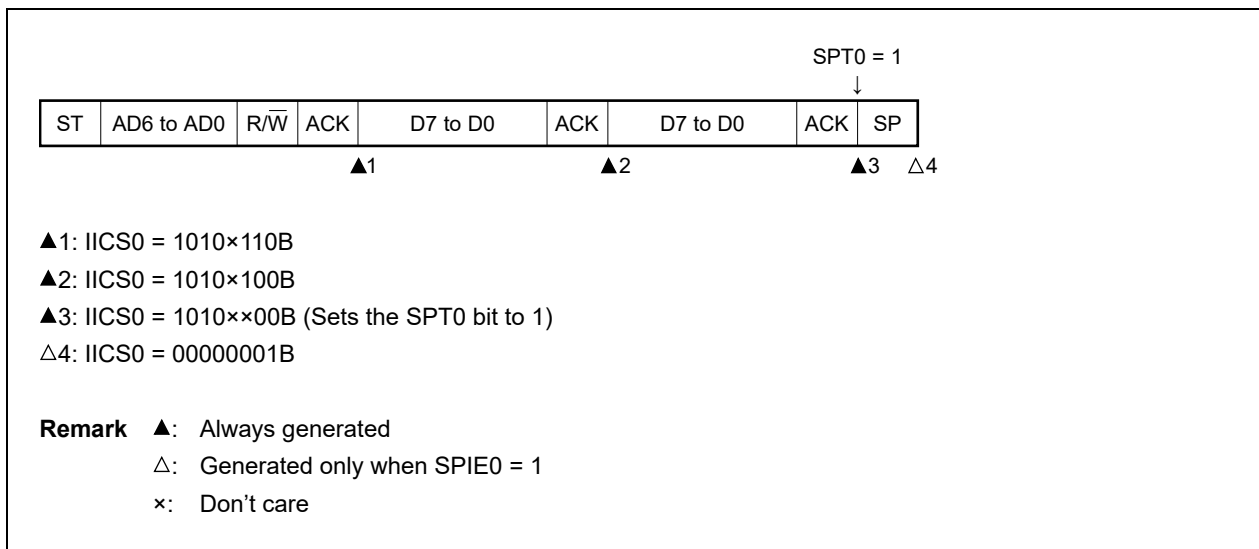 SPT0 = 1
↓
ST AD6 to AD0 R/W̅ ACK D7 to D0 ACK D7 to D0 ACK SP
▲1 ▲2 ▲3 △4
▲1: IICS0 = 1010×110B
▲2: IICS0 = 1010×100B
▲3: IICS0 = 1010××00B (Sets the SPT0 bit to 1)
△4: IICS0 = 00000001B
Remark ▲: Always generated
△: Generated only when SPIE0 = 1
×: Don’t care